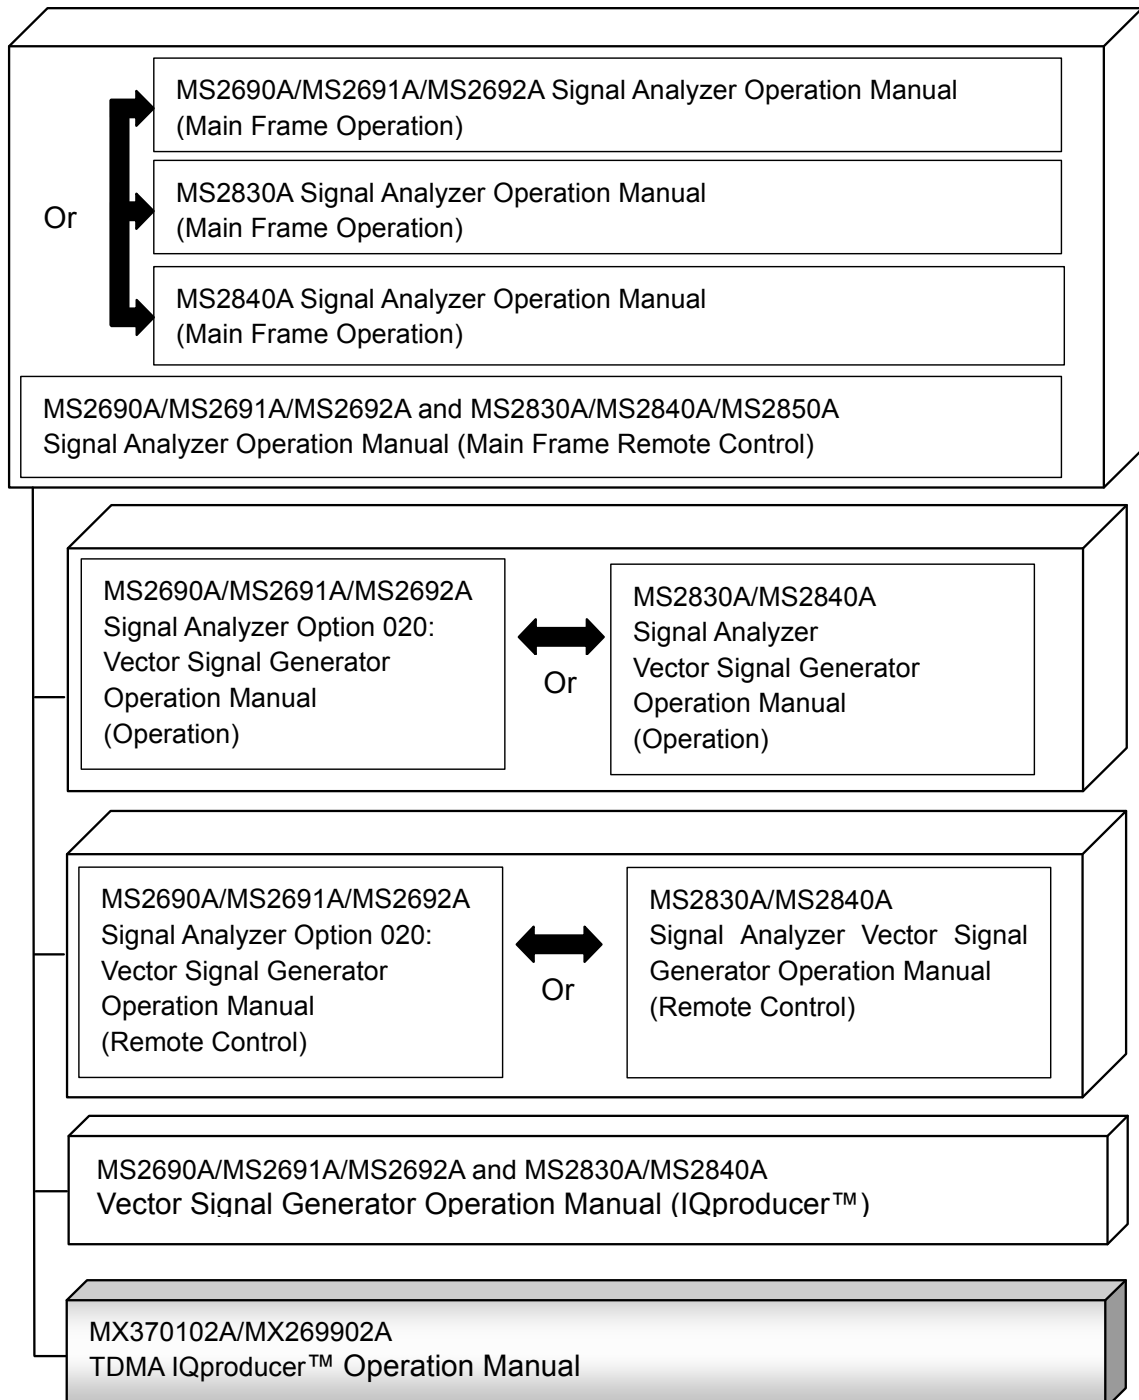 MS2690A/MS2691A/MS2692A Signal Analyzer Operation Manual
(Main Frame Operation)
Or
MS2830A Signal Analyzer Operation Manual
(Main Frame Operation)
MS2840A Signal Analyzer Operation Manual
(Main Frame Operation)
MS2690A/MS2691A/MS2692A and MS2830A/MS2840A/MS2850A
Signal Analyzer Operation Manual (Main Frame Remote Control)
MS2690A/MS2691A/MS2692A
Signal Analyzer Option 020:
Vector Signal Generator
Operation Manual
(Operation)
Or
MS2830A/MS2840A
Signal Analyzer
Vector Signal Generator
Operation Manual
(Operation)
MS2690A/MS2691A/MS2692A
Signal Analyzer Option 020:
Vector Signal Generator
Operation Manual
(Remote Control)
Or
MS2830A/MS2840A
Signal Analyzer Vector Signal
Generator Operation Manual
(Remote Control)
MS2690A/MS2691A/MS2692A and MS2830A/MS2840A
Vector Signal Generator Operation Manual (IQproducer™)
MX370102A/MX269902A
TDMA IQproducer™ Operation Manual